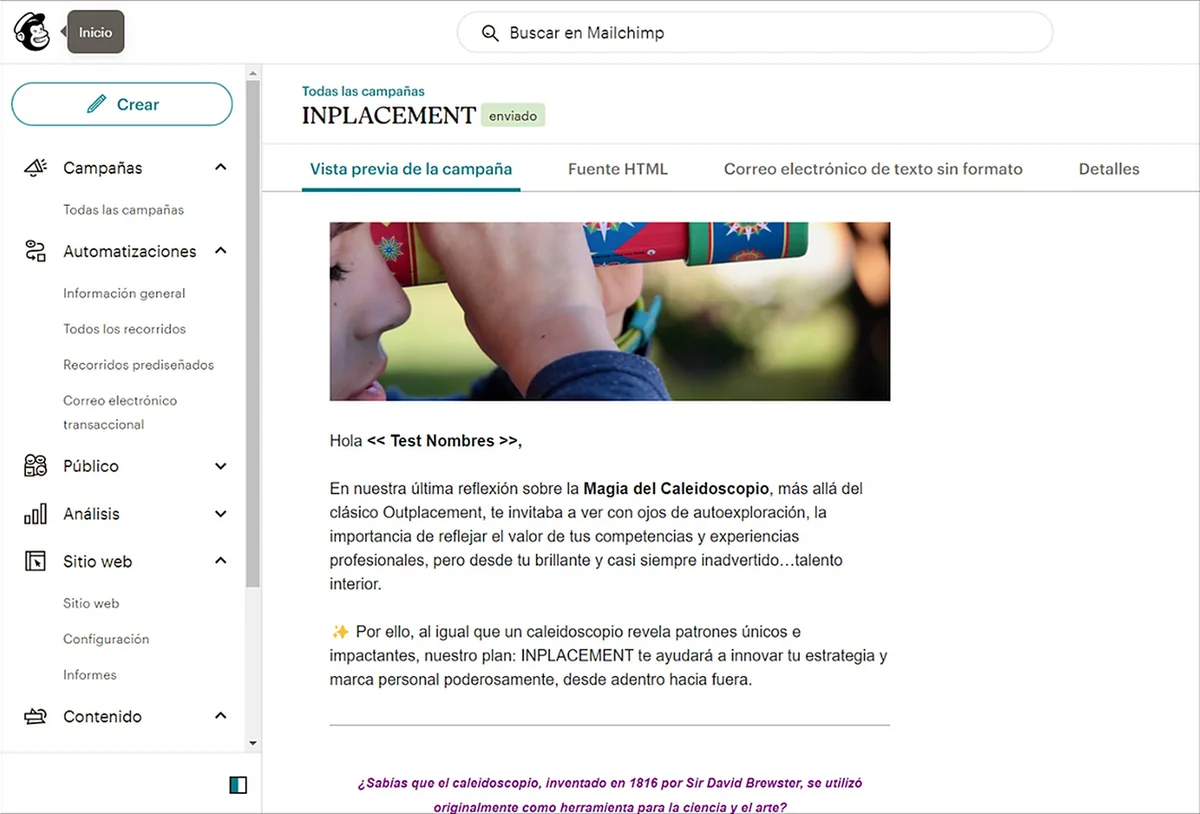 Inicio
Buscar en Mailchimp
Crear
Campañas
Todas las campañas
Automatizaciones
Información general
Todos los recorridos
Recorridos prediseñados
Correo electrónico
transaccional
Público
Análisis
Sitio web
Sitio web
Configuración
Informes
Contenido
Todas las campañas
INPLACEMENT enviado
Vista previa de la campaña
Fuente HTML
Correo electrónico de texto sin formato
Detalles
Hola << Test Nombres >>,
En nuestra última reflexión sobre la Magia del Caleidoscopio, más allá del
clásico Outplacement, te invitaba a ver con ojos de autoexploración, la
importancia de reflejar el valor de tus competencias y experiencias
profesionales, pero desde tu brillante y casi siempre inadvertido…talento
interior.
✨ Por ello, al igual que un caleidoscopio revela patrones únicos e
impactantes, nuestro plan: INPLACEMENT te ayudará a innovar tu estrategia y
marca personal poderosamente, desde adentro hacia fuera.
¿Sabías que el caleidoscopio, inventado en 1816 por Sir David Brewster, se utilizó
originalmente como herramienta para la ciencia y el arte?